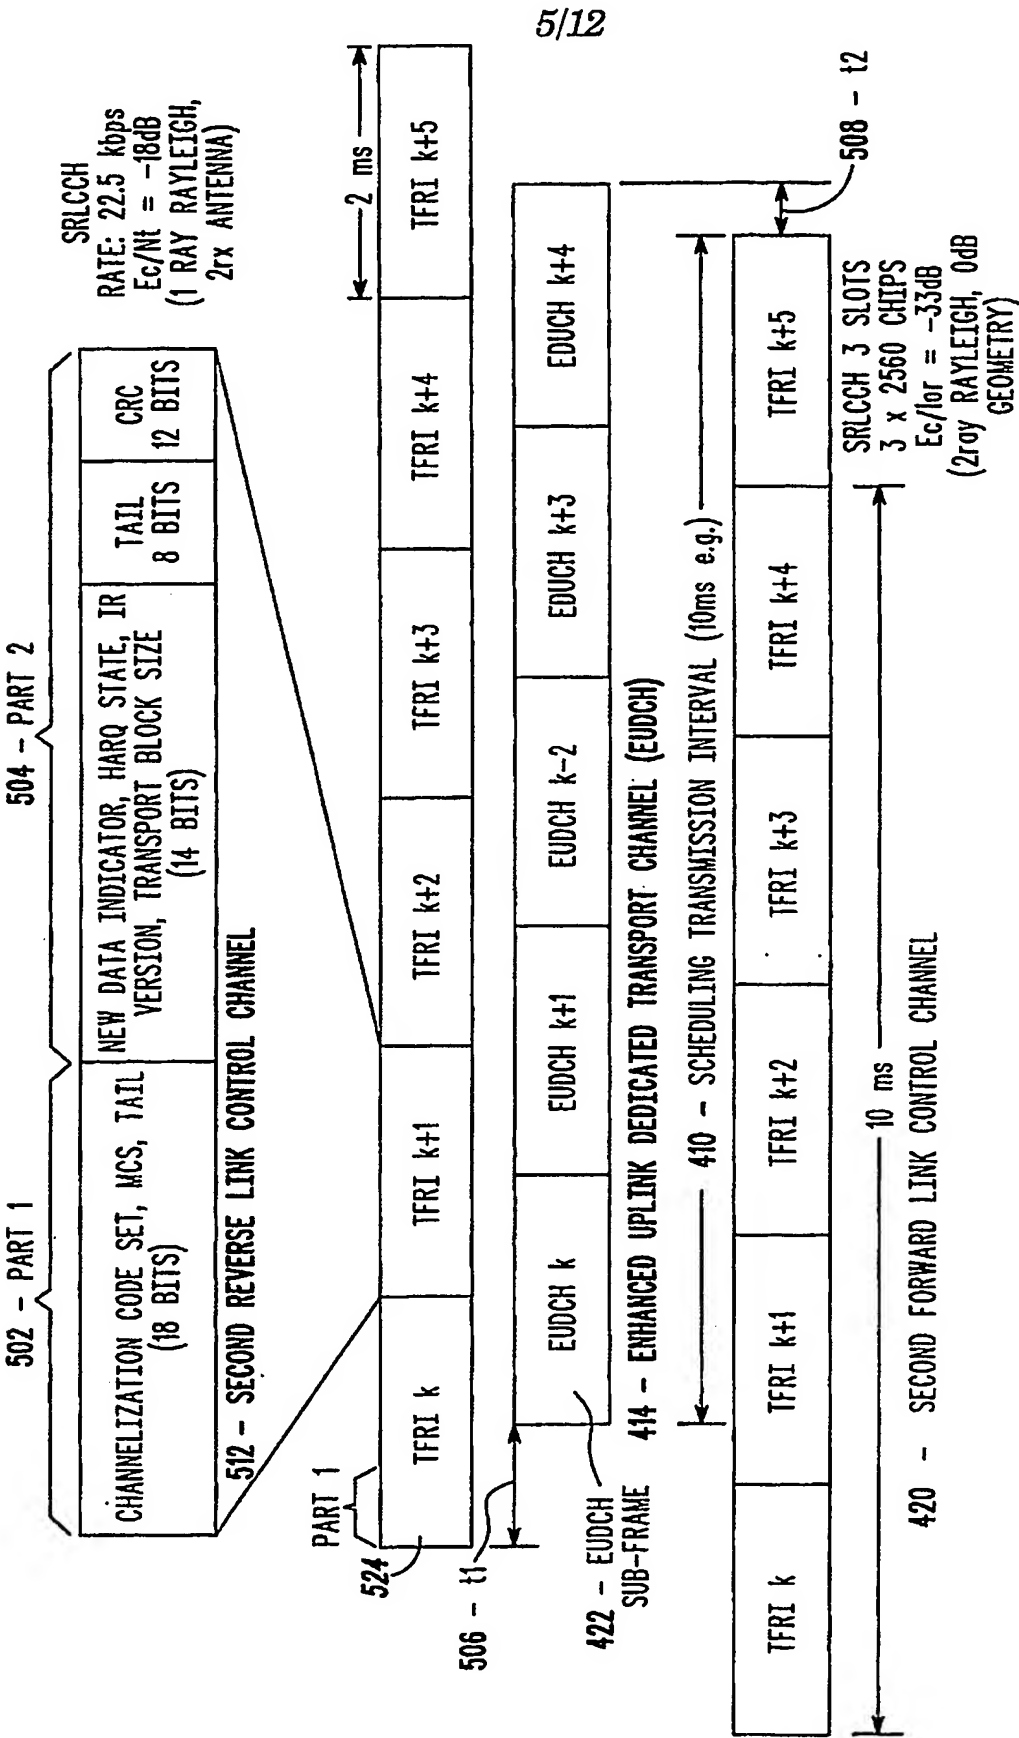 5/12
502 - PART 1
504 - PART 2
CHANNELIZATION CODE SET, MCS, TAIL
(18 BITS)
NEW DATA INDICATOR, HARQ STATE, IR
VERSION, TRANSPORT BLOCK SIZE
(14 BITS)
TAIL
8 BITS
CRC
12 BITS
SRLCCH
RATE: 22.5 kbps
Ec/Nt = -18dB
(1 RAY RAYLEIGH,
2rx ANTENNA)
512 - SECOND REVERSE LINK CONTROL CHANNEL
PART 1
524
2 ms
TFRI k
TFRI k+1
TFRI k+2
TFRI k+3
TFRI k+4
TFRI k+5
506 - t1
EUDCH k
EUDCH k+1
EUDCH k-2
EDUCH k+3
EDUCH k+4
422 - EUDCH
SUB-FRAME
414 - ENHANCED UPLINK DEDICATED TRANSPORT CHANNEL (EUDCH)
410 - SCHEDULING TRANSMISSION INTERVAL (10ms e.g.)
508 - t2
TFRI k
TFRI k+1
TFRI k+2
TFRI k+3
TFRI k+4
TFRI k+5
10 ms
SRLCCH 3 SLOTS
3 x 2560 CHIPS
Ec/Ior = -33dB
(2ray RAYLEIGH, 0dB
GEOMETRY)
420 - SECOND FORWARD LINK CONTROL CHANNEL